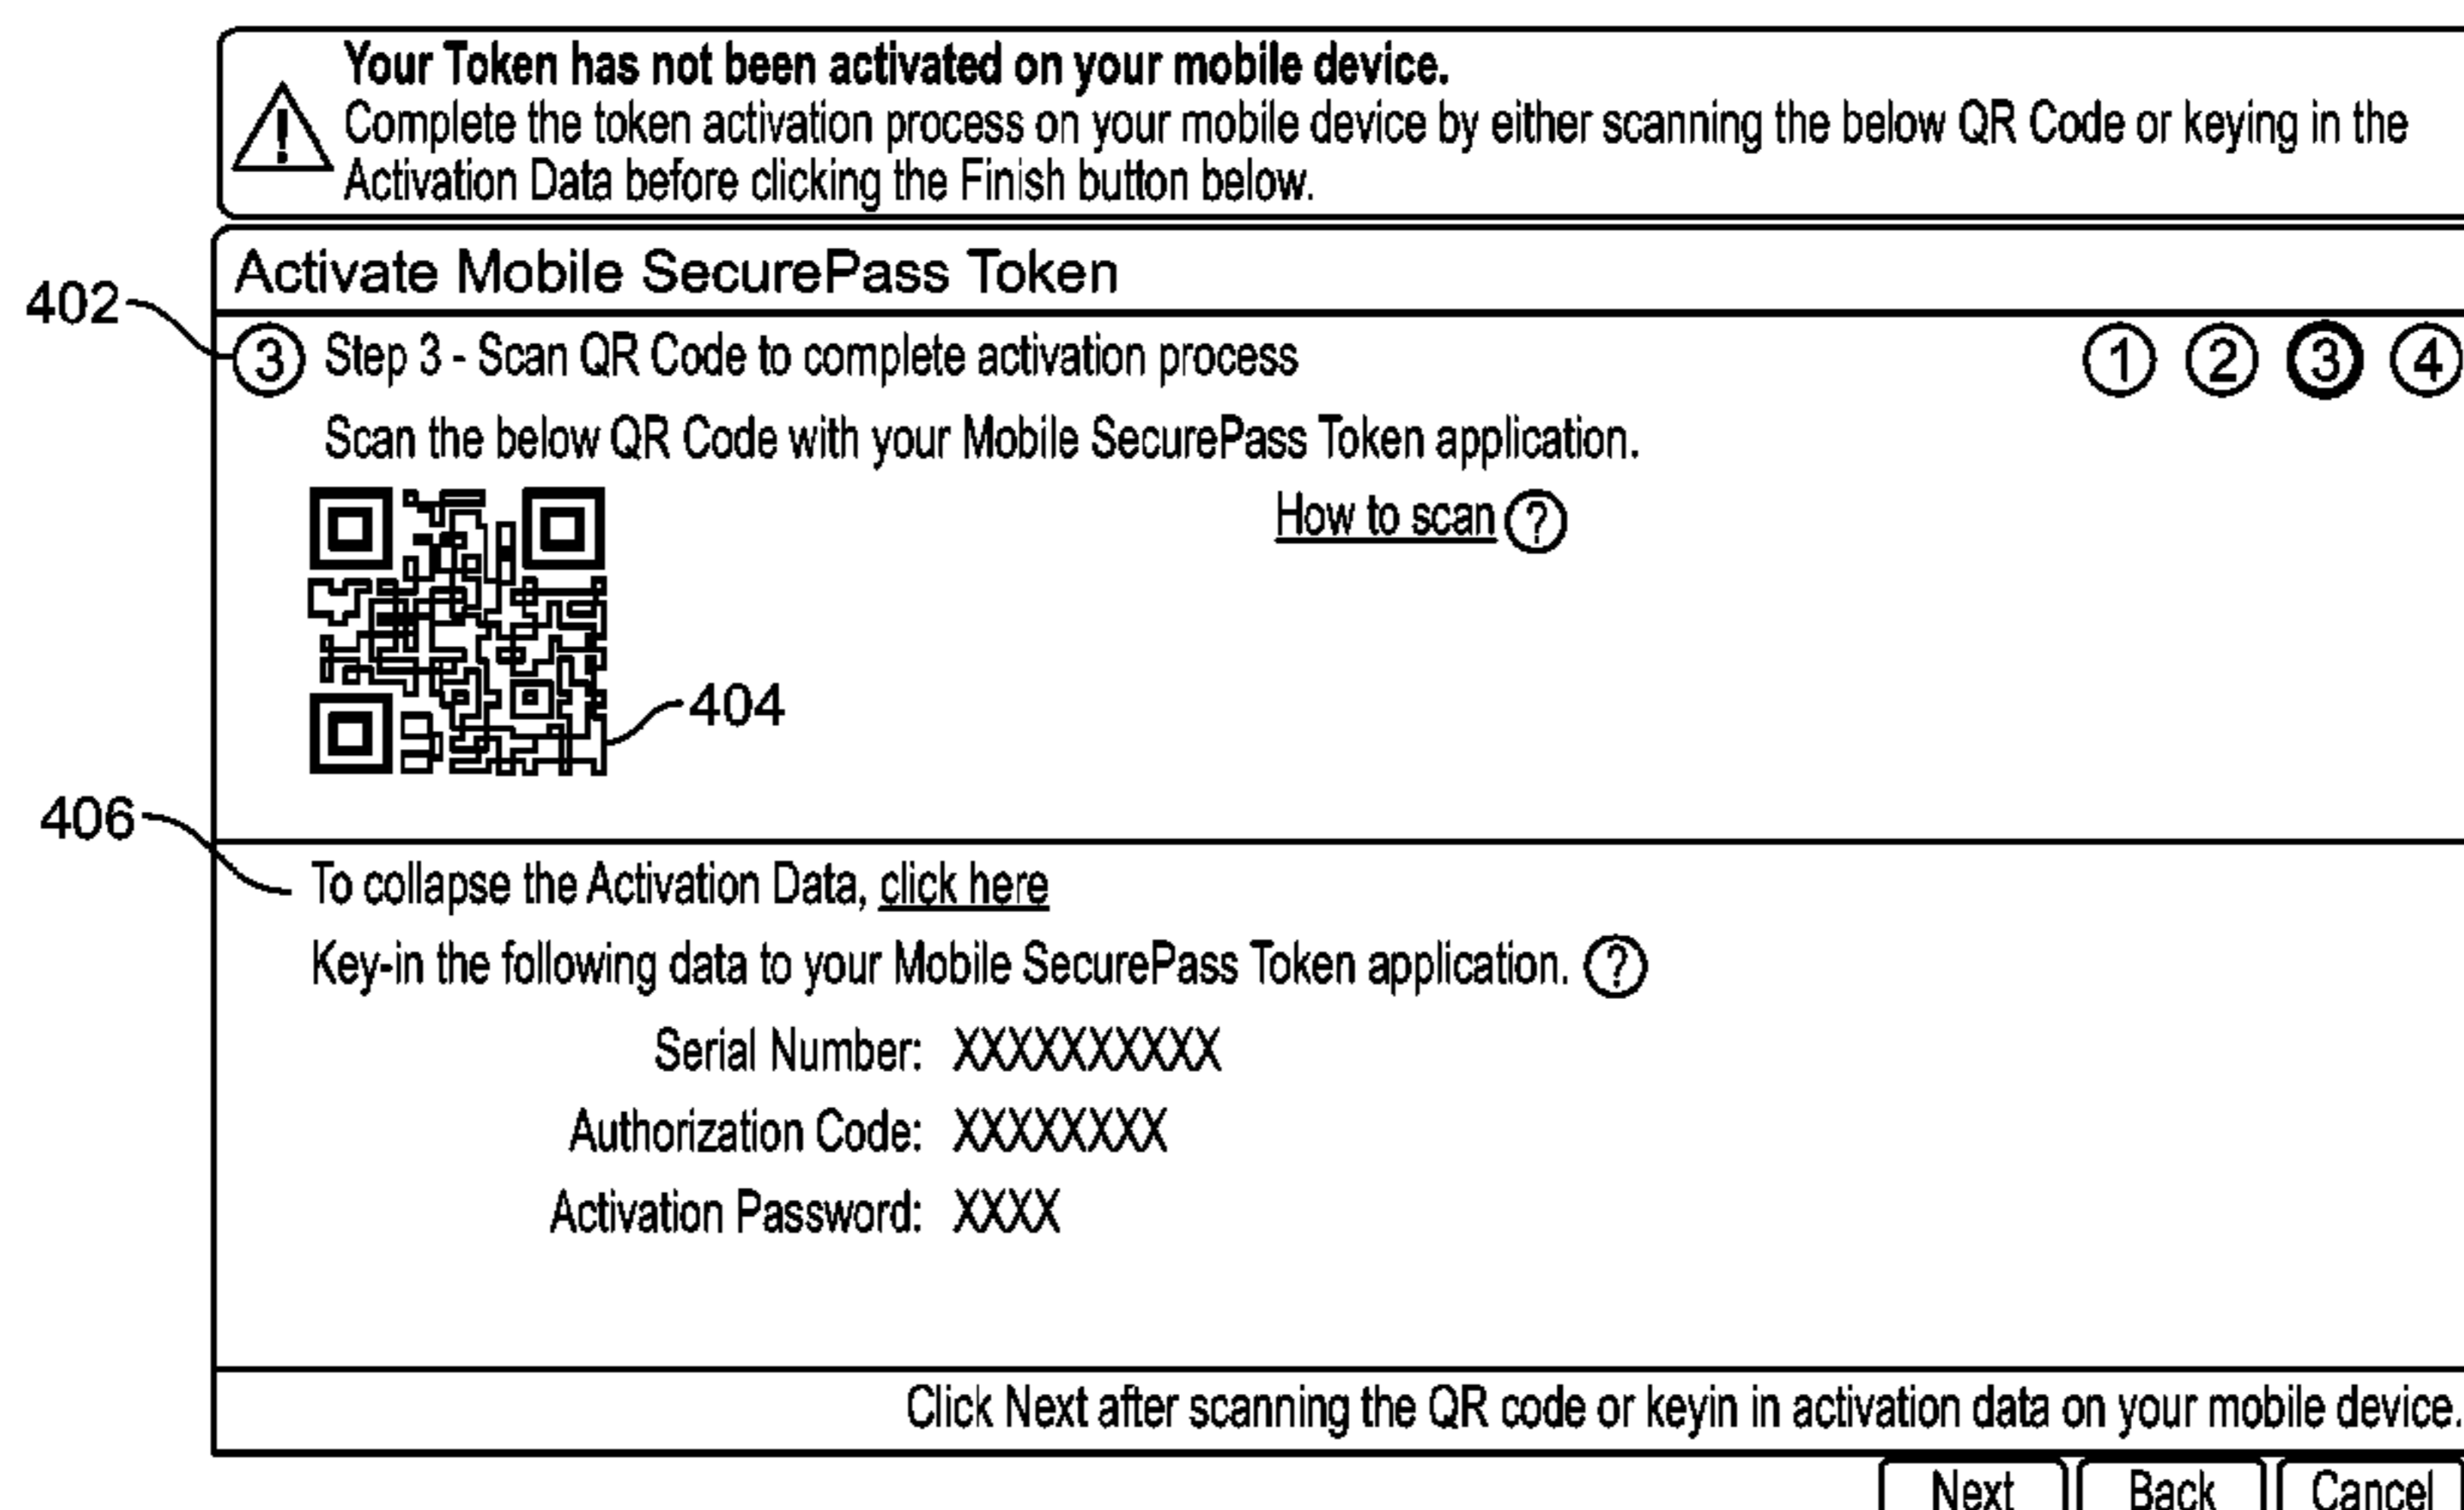 Your Token has not been activated on your mobile device.
! Complete the token activation process on your mobile device by either scanning the below QR Code or keying in the
Activation Data before clicking the Finish button below.
Activate Mobile SecurePass Token
402
3 Step 3 - Scan QR Code to complete activation process 1 2 3 4
Scan the below QR Code with your Mobile SecurePass Token application.
How to scan ?
404
406
To collapse the Activation Data, click here
Key-in the following data to your Mobile SecurePass Token application. ?
Serial Number: XXXXXXXXXX
Authorization Code: XXXXXXXX
Activation Password: XXXX
Click Next after scanning the QR code or keyin in activation data on your mobile device.
Next Back Cancel